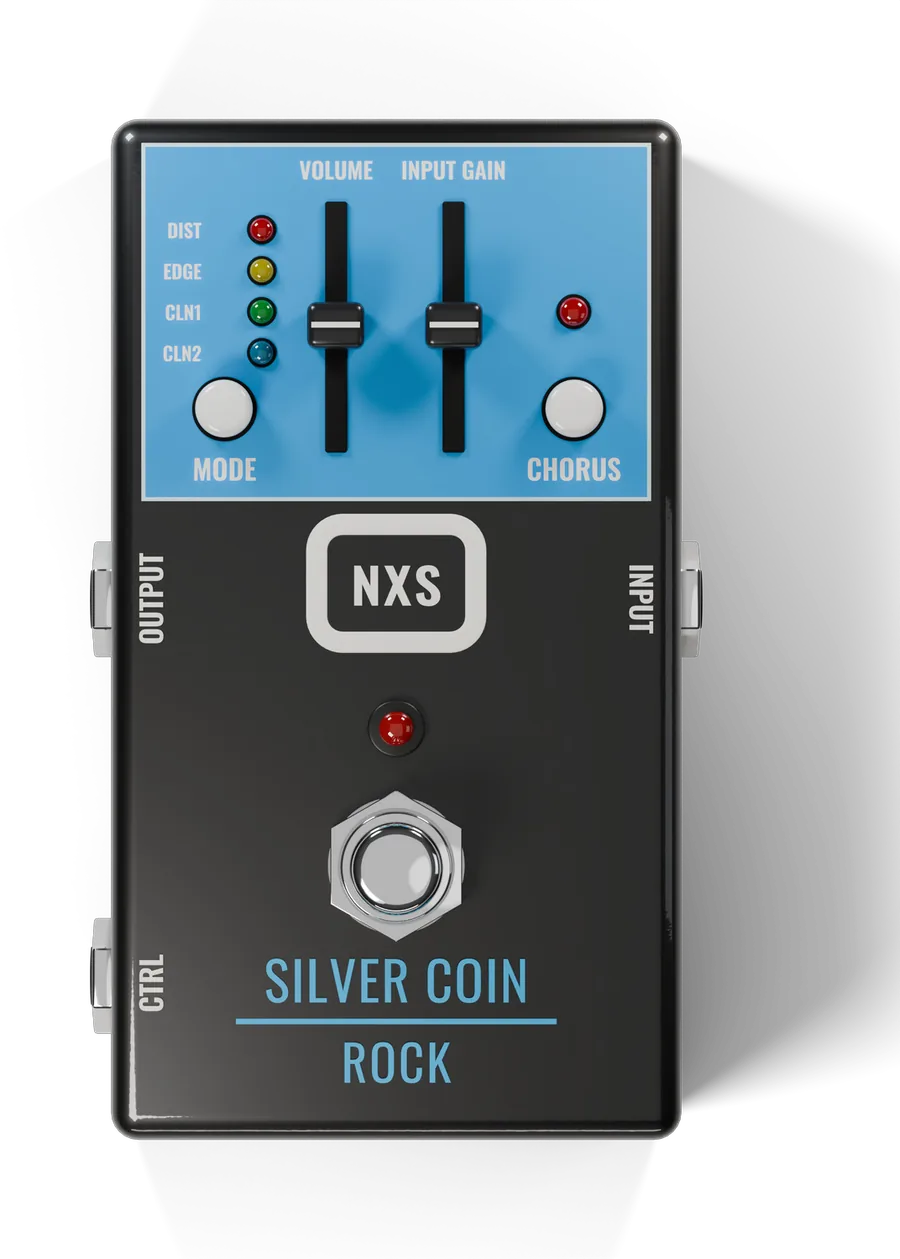 VOLUME
INPUT GAIN
DIST
EDGE
CLN1
CLN2
MODE
CHORUS
NXS
OUTPUT
INPUT
CTRL
SILVER COIN
ROCK